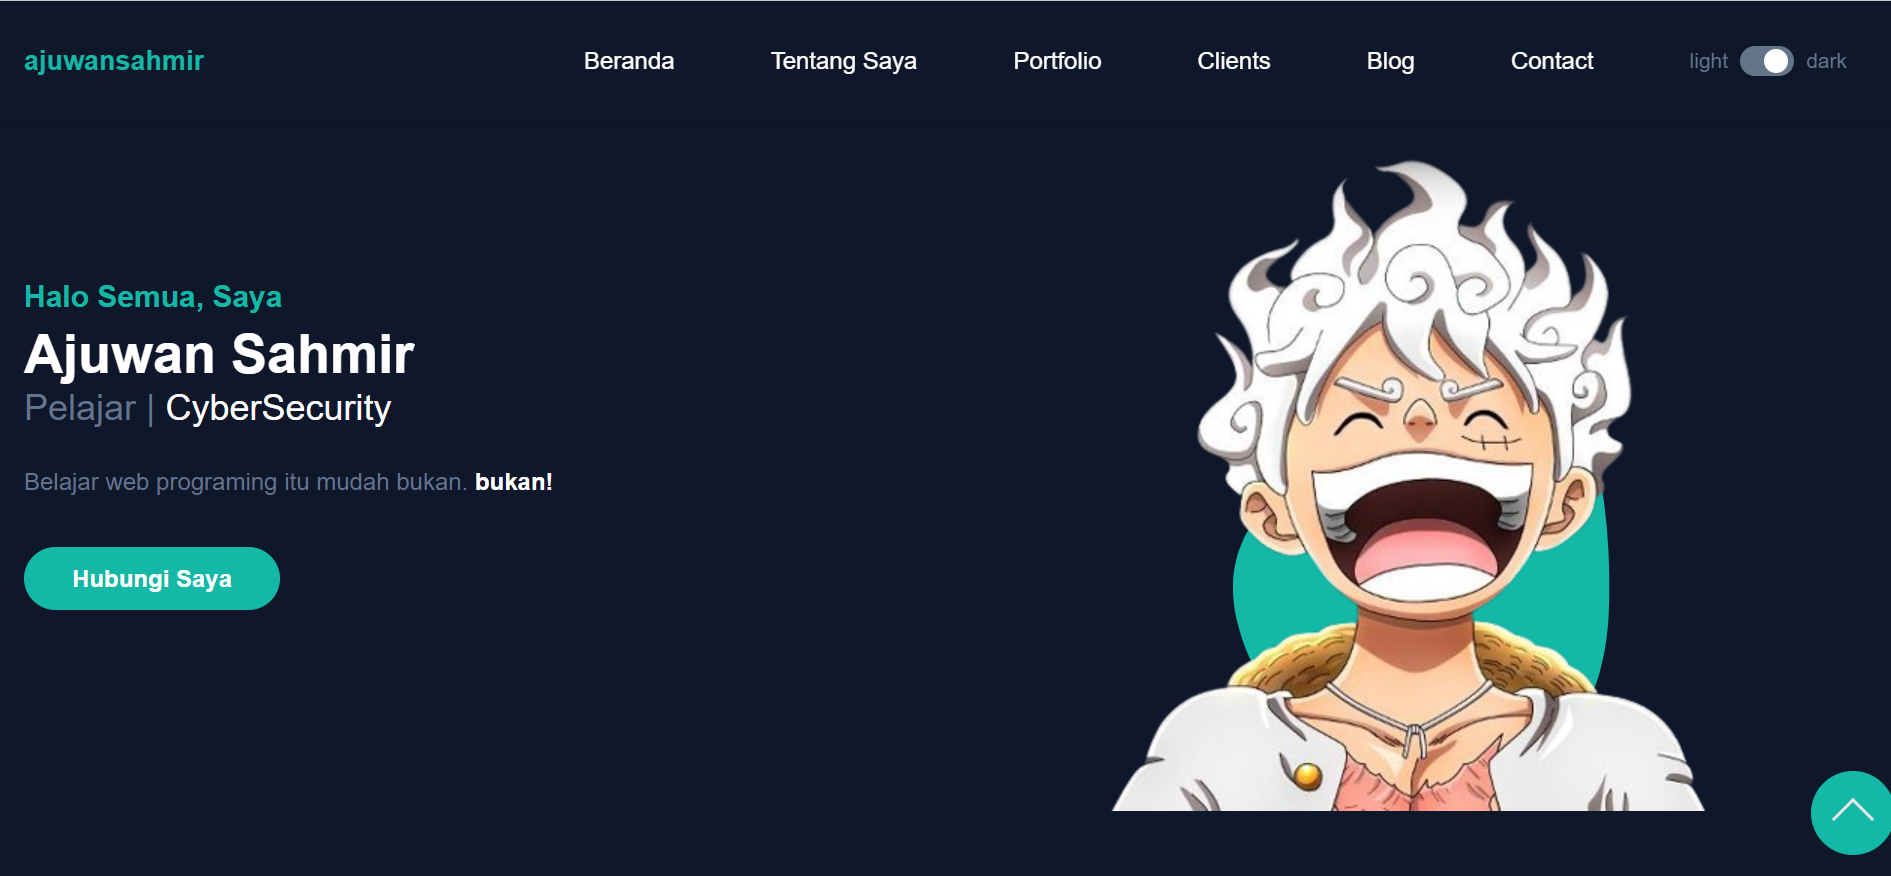 ajuwansahmir Beranda Tentang Saya Portfolio Clients Blog Contact light dark
Halo Semua, Saya
Ajuwan Sahmir
Pelajar | CyberSecurity
Belajar web programing itu mudah bukan. bukan!
Hubungi Saya